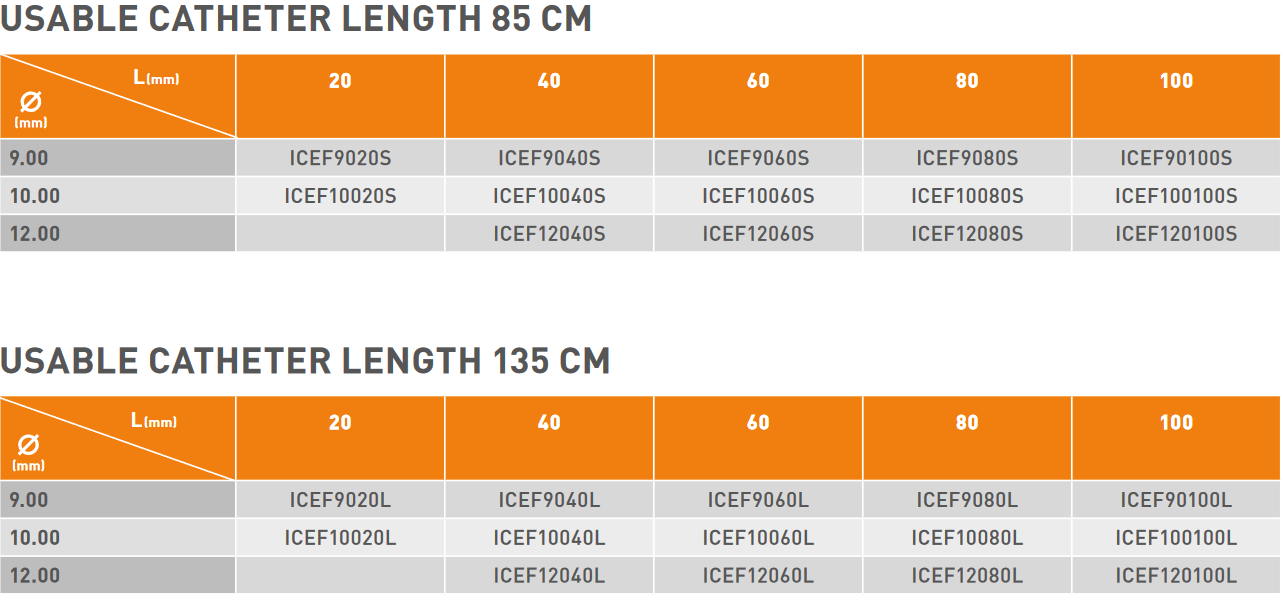 USABLE CATHETER LENGTH 85 CM
L(mm) 20 40 60 80 100
Ø
(mm)
9.00 ICEF9020S ICEF9040S ICEF9060S ICEF9080S ICEF90100S
10.00 ICEF10020S ICEF10040S ICEF10060S ICEF10080S ICEF100100S
12.00 ICEF12040S ICEF12060S ICEF12080S ICEF120100S
USABLE CATHETER LENGTH 135 CM
L(mm) 20 40 60 80 100
Ø
(mm)
9.00 ICEF9020L ICEF9040L ICEF9060L ICEF9080L ICEF90100L
10.00 ICEF10020L ICEF10040L ICEF10060L ICEF10080L ICEF100100L
12.00 ICEF12040L ICEF12060L ICEF12080L ICEF120100L